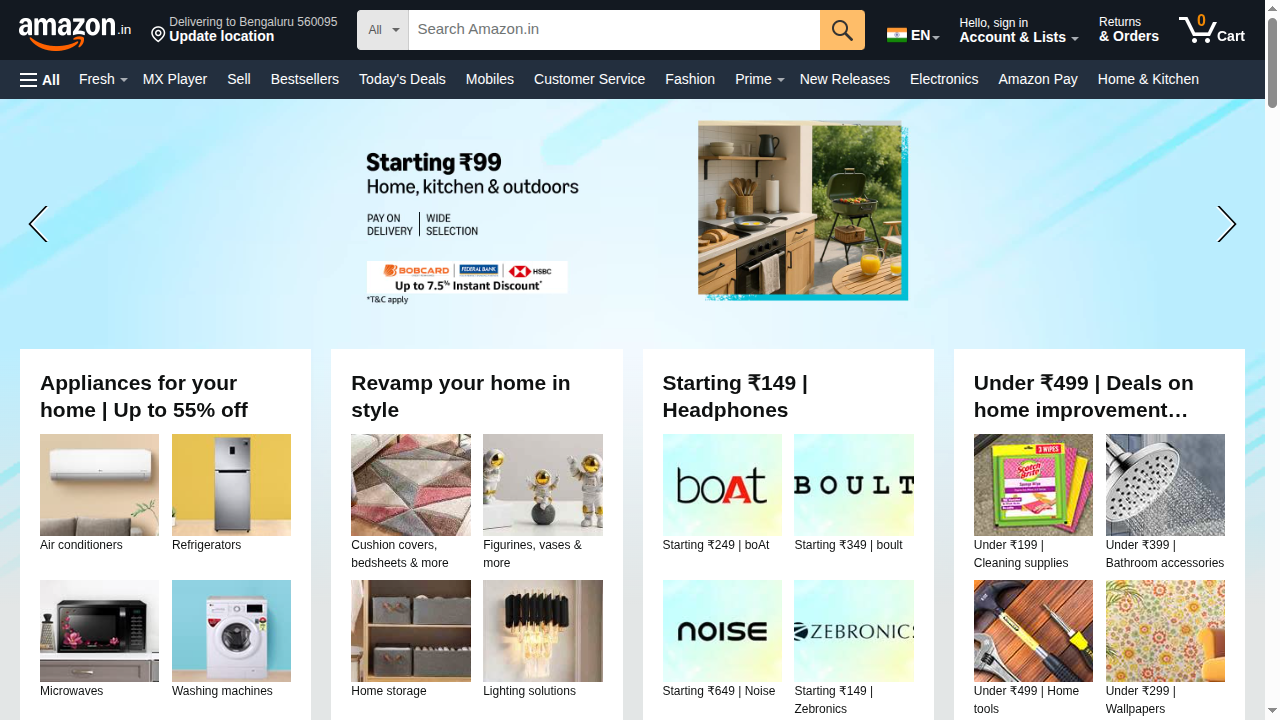 amazon.in
Delivering to Bengaluru 560095
Update location
All
Search Amazon.in
EN
Hello, sign in
Account & Lists
Returns
& Orders
0
Cart
All
Fresh
MX Player
Sell
Bestsellers
Today's Deals
Mobiles
Customer Service
Fashion
Prime
New Releases
Electronics
Amazon Pay
Home & Kitchen
Starting ₹99
Home, kitchen & outdoors
PAY ON
DELIVERY
WIDE
SELECTION
BOBCARD
FEDERAL BANK
HSBC
Up to 7.5% Instant Discount*
*T&C apply
Appliances for your
home | Up to 55% off
Air conditioners
Refrigerators
Microwaves
Washing machines
Revamp your home in
style
Cushion covers,
bedsheets & more
Figurines, vases &
more
Home storage
Lighting solutions
Starting ₹149 |
Headphones
boAt
BOULT
Starting ₹249 | boAt
Starting ₹349 | boult
noise
ZEBRONICS
Starting ₹649 | Noise
Starting ₹149 |
Zebronics
Under ₹499 | Deals on
home improvement…
3 WIPES
Scotch
Brite
Under ₹199 |
Cleaning supplies
Under ₹399 |
Bathroom accessories
Under ₹499 | Home
tools
Under ₹299 |
Wallpapers